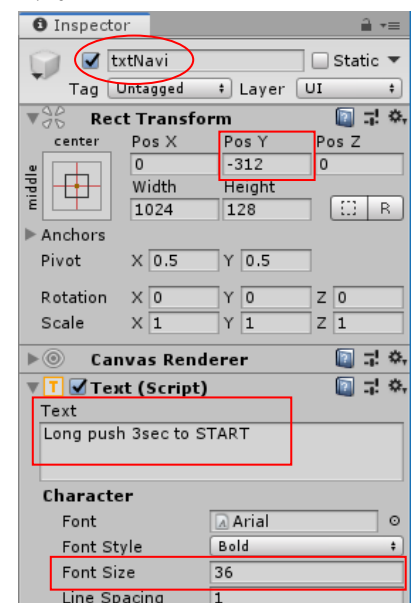 Inspector
txtNavi Static
Tag Untagged Layer UI
Rect Transform
center Pos X Pos Y Pos Z
middle 0 -312 0
Width Height
1024 128 R
Anchors
Pivot X 0.5 Y 0.5
Rotation X 0 Y 0 Z 0
Scale X 1 Y 1 Z 1
Canvas Renderer
T Text (Script)
Text
Long push 3sec to START
Character
Font Arial
Font Style Bold
Font Size 36
Line Spacing 1